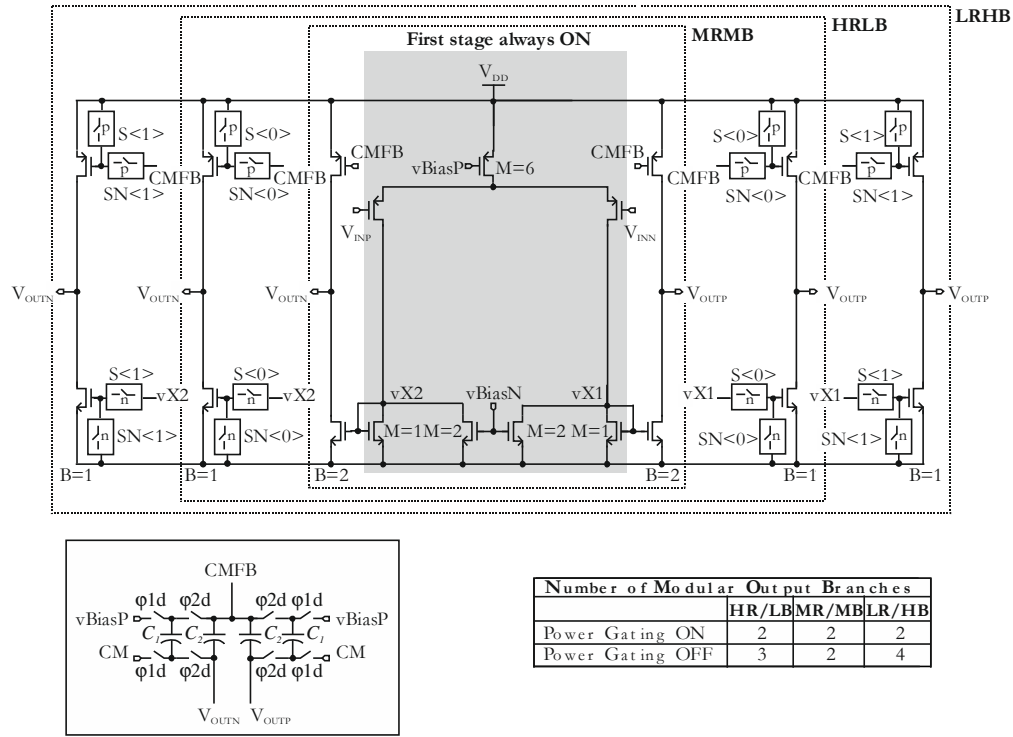 LRHB
HRLB
MRMB
First stage always ON
V_DD
p S<1> p S<0> S<0> p S<1> p
CMFB vBiasP M=6 CMFB
p CMFB p CMFB CMFB p CMFB p
SN<1> SN<0> SN<0> SN<1>
V_INP V_INN
V_OUTN V_OUTN V_OUTN V_OUTP V_OUTP V_OUTP
S<1> S<0> S<0> S<1>
n vX2 n vX2 vX2 vBiasN vX1 vX1 n vX1 n
n SN<1> n SN<0> M=1 M=2 M=2 M=1 SN<0> n SN<1> n
B=1 B=1 B=2 B=2 B=1 B=1
CMFB
φ1d φ2d φ2d φ1d
vBiasP vBiasP
C₁ C₂ C₂ C₁
CM CM
φ1d φ2d φ2d φ1d
V_OUTN V_OUTP
Number of Modular Output Branches
HR/LB MR/MB LR/HB
Power Gating ON 2 2 2
Power Gating OFF 3 2 4